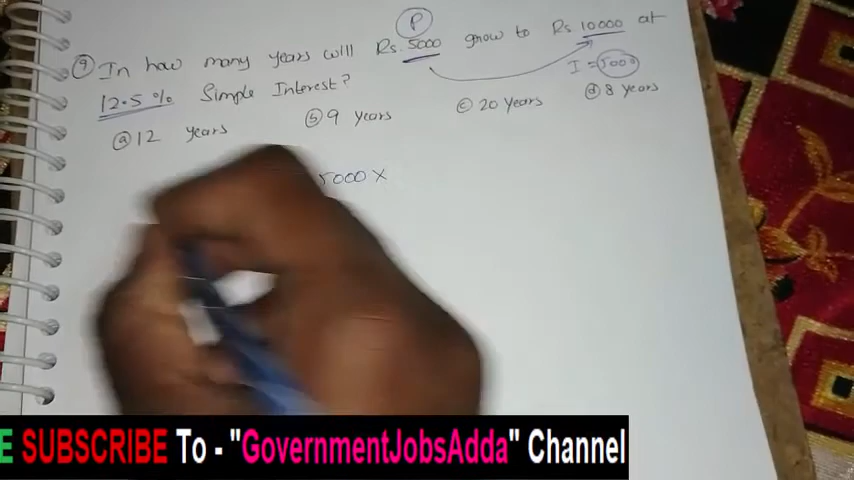 P
⑨ In how many years will Rs. 5000 grow to Rs 10000 at
I = 5000
12.5 % Simple Interest?
ⓐ 12 years ⓑ 9 years ⓒ 20 years ⓓ 8 years
5000 ×
E SUBSCRIBE To - "GovernmentJobsAdda" Channel